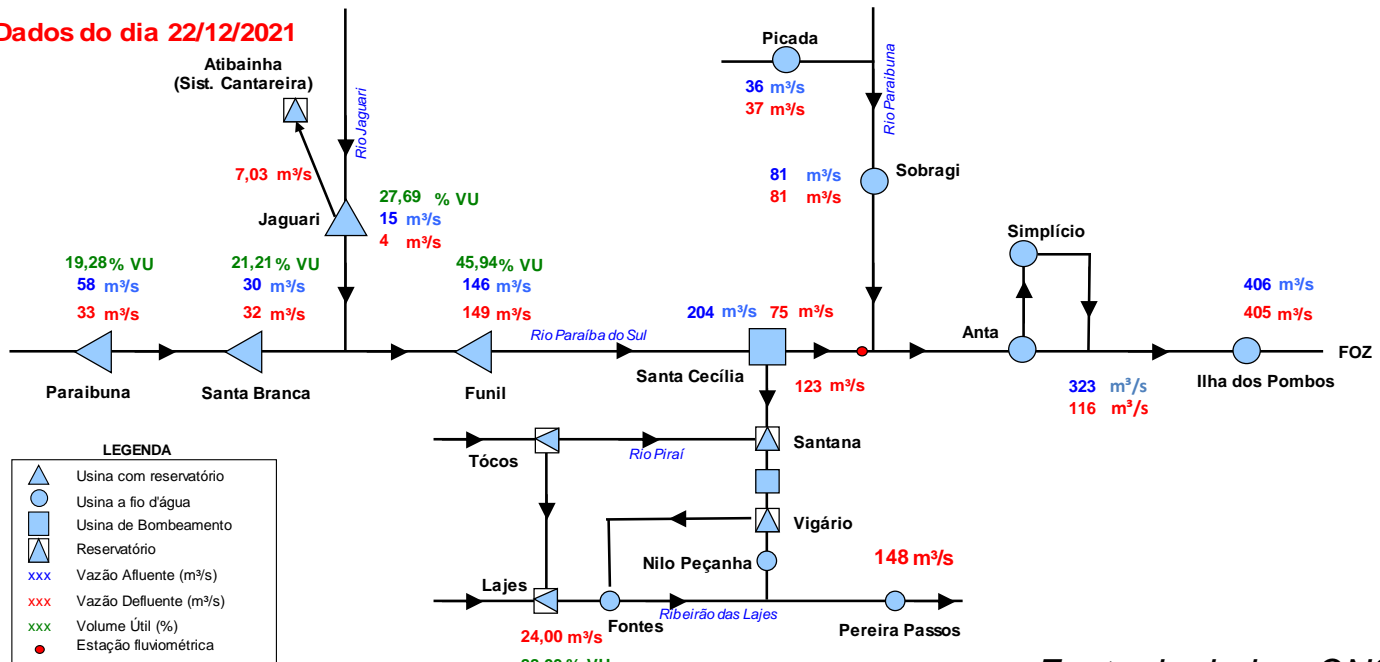 Dados do dia 22/12/2021
Atibainha
(Sist. Cantareira)
Rio Jaguari
7,03 m³/s
Jaguari
27,69 % VU
15 m³/s
4 m³/s
Picada
36 m³/s
37 m³/s
Rio Paraibuna
81 m³/s
81 m³/s
Sobragi
Simplício
19,28 % VU
58 m³/s
33 m³/s
Paraibuna
21,21 % VU
30 m³/s
32 m³/s
Santa Branca
45,94 % VU
146 m³/s
149 m³/s
Funil
Rio Paraíba do Sul
204 m³/s 75 m³/s
Santa Cecília
123 m³/s
Anta
323 m³/s
116 m³/s
406 m³/s
405 m³/s
Ilha dos Pombos
FOZ
Tócos
Rio Piraí
Santana
Vigário
Nilo Peçanha
148 m³/s
Lajes
Fontes
Ribeirão das Lajes
Pereira Passos
24,00 m³/s
% VU
LEGENDA
Usina com reservatório
Usina a fio d'água
Usina de Bombeamento
Reservatório
xxx Vazão Afluente (m³/s)
xxx Vazão Defluente (m³/s)
xxx Volume Útil (%)
Estação fluviométrica